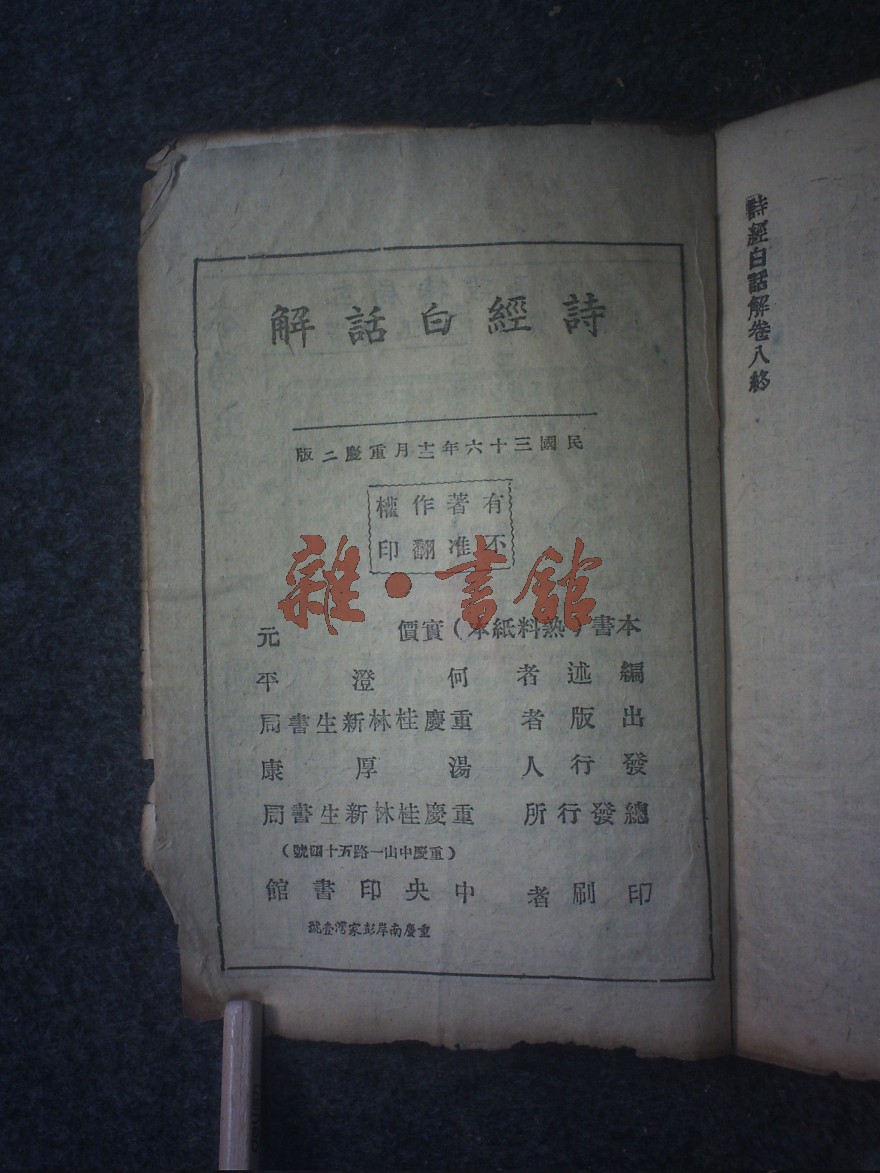 詩經白話解卷八終
詩經白話解
民國三十六年十二月重慶二版
有著作權
不准翻印
本書(熟料紙本)實價 元
編述者 何澄平
出版者 重慶桂林新生書局
發行人 湯厚康
總發行所 重慶桂林新生書局
(重慶中山一路五十四號)
印刷者 中央印書館
重慶南岸彭家灣壹號
雜·書館